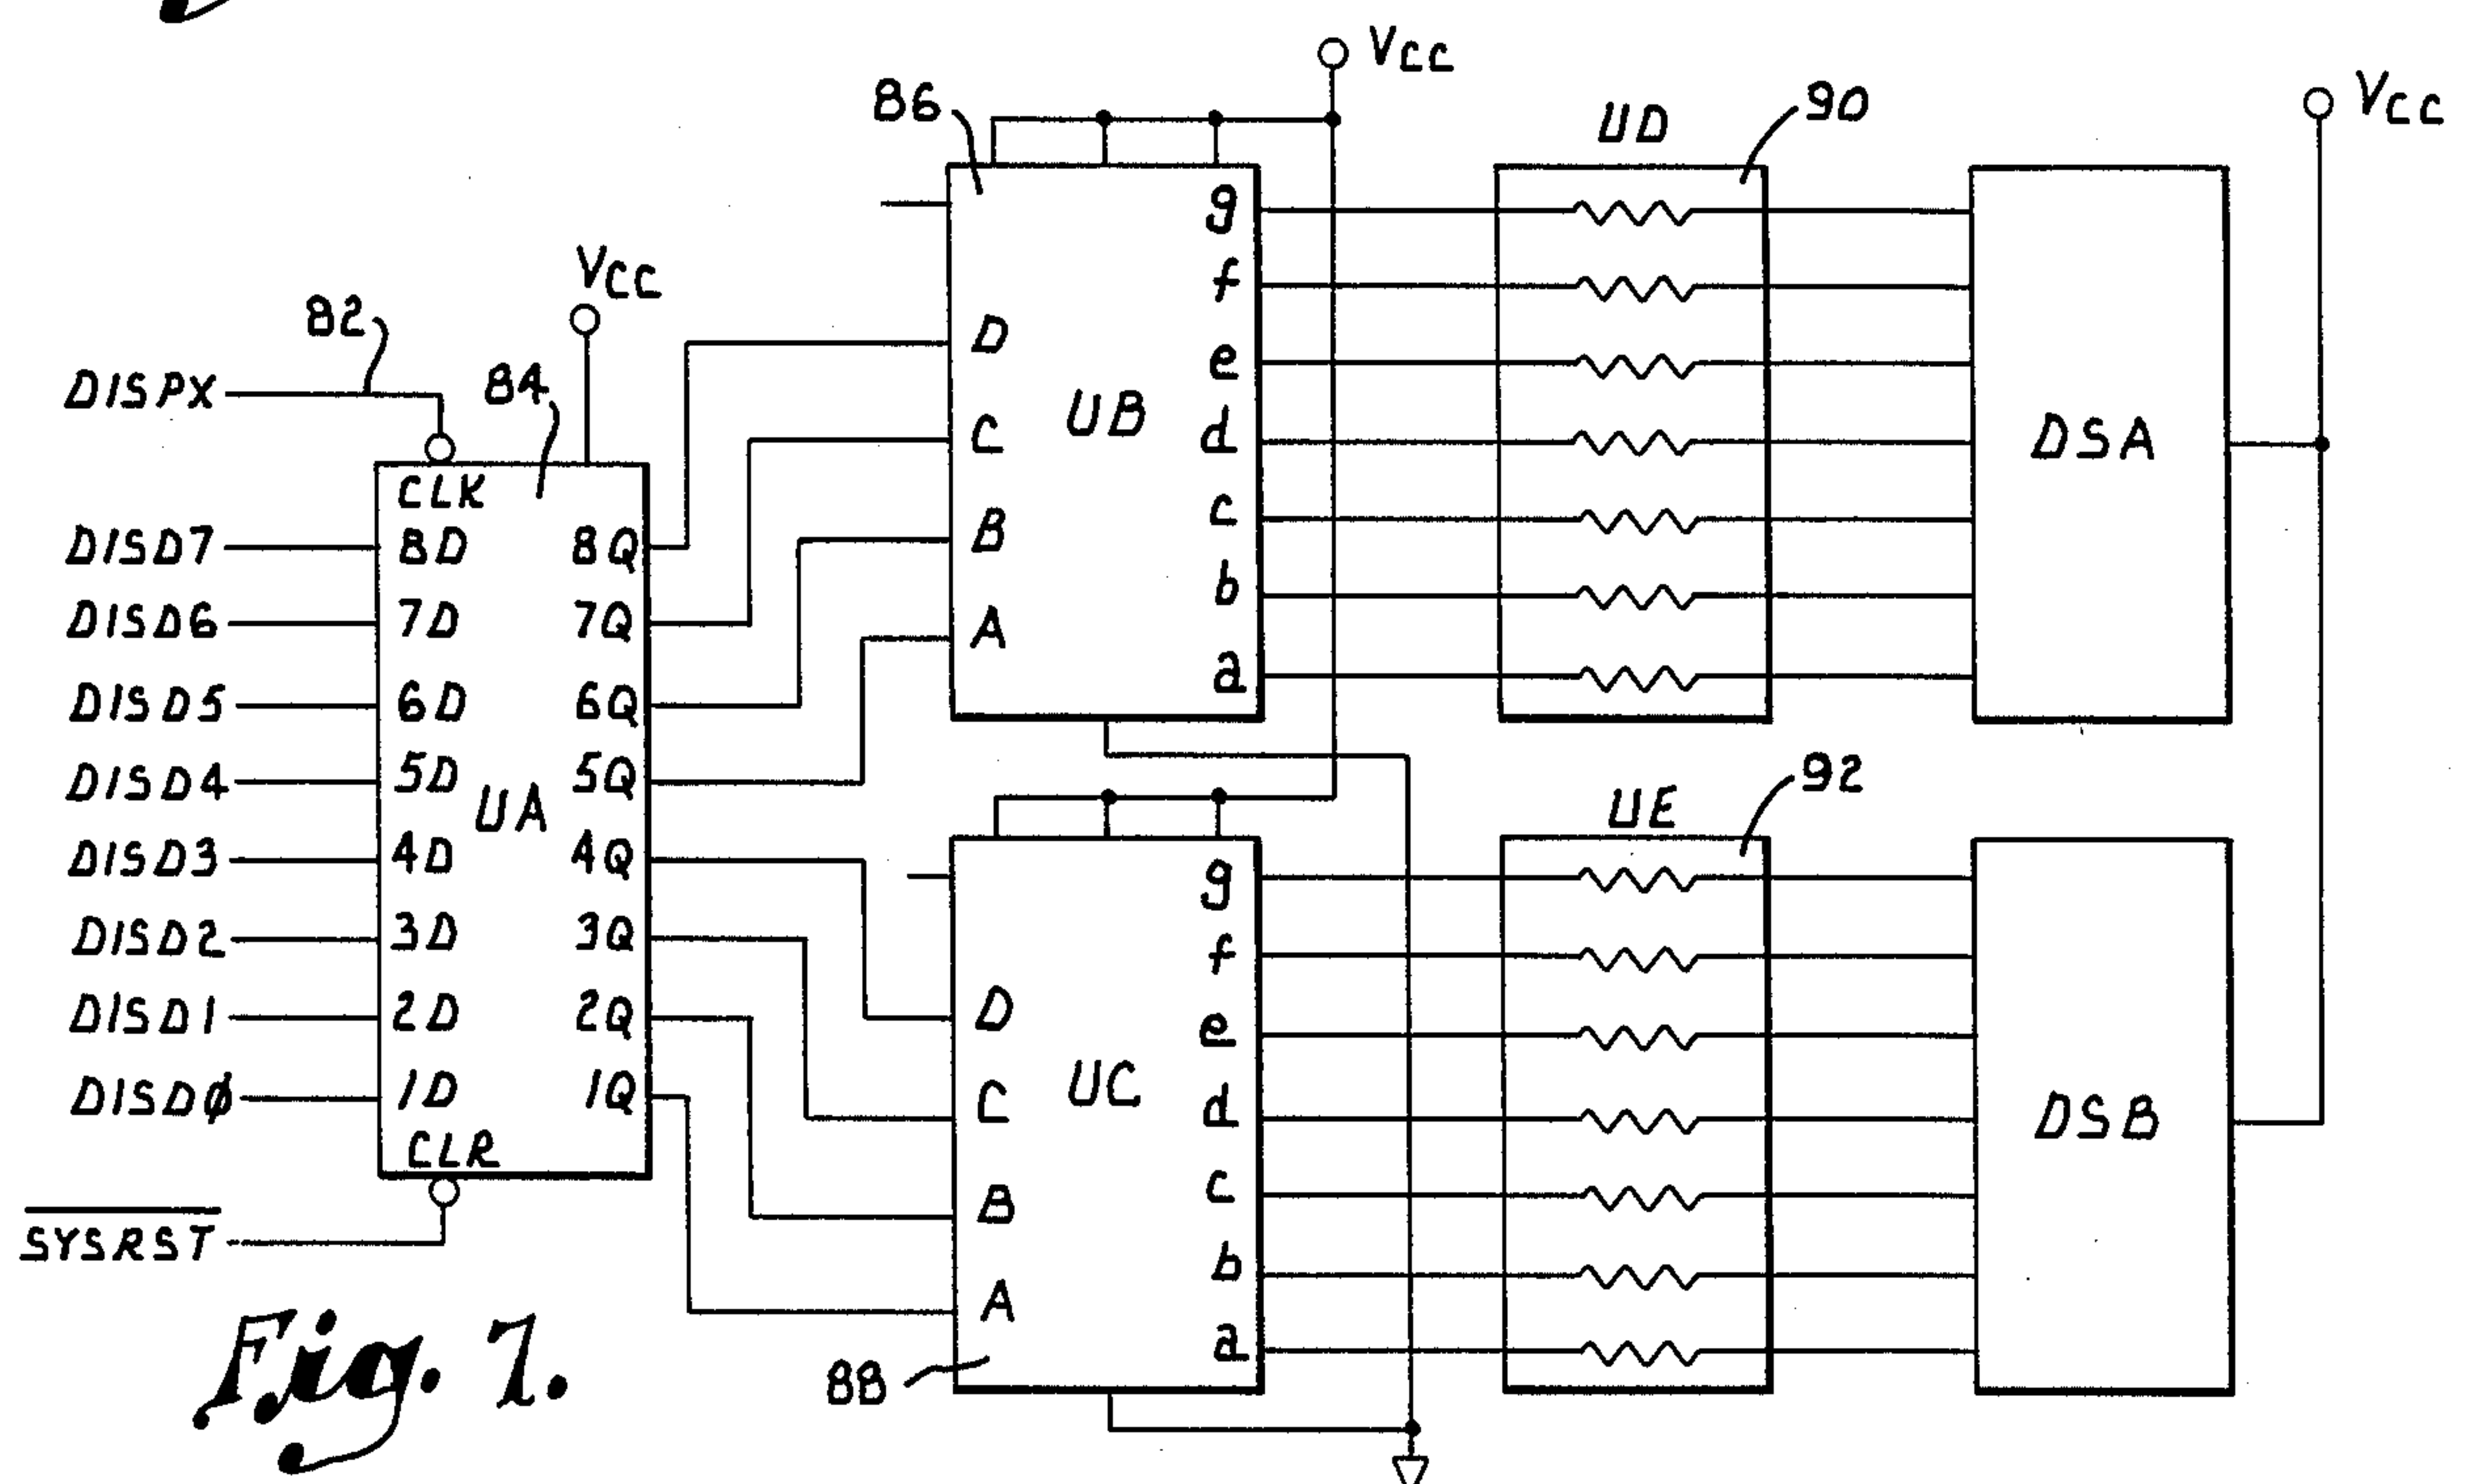 VCC
VCC
86
UD
90
g
VCC
82
f
D
e
DISPX
84
UB
d
DSA
C
CLK
c
DISD7
8D
8Q
B
b
DISD6
7D
7Q
A
a
DISD5
6D
6Q
DISD4
5D
5Q
92
UA
UE
DISD3
4D
4Q
g
DISD2
3D
3Q
f
DISD1
2D
2Q
D
e
DISDØ
1D
1Q
C
UC
d
DSB
CLR
c
SYSRST
B
b
A
a
88
Fig. 7.